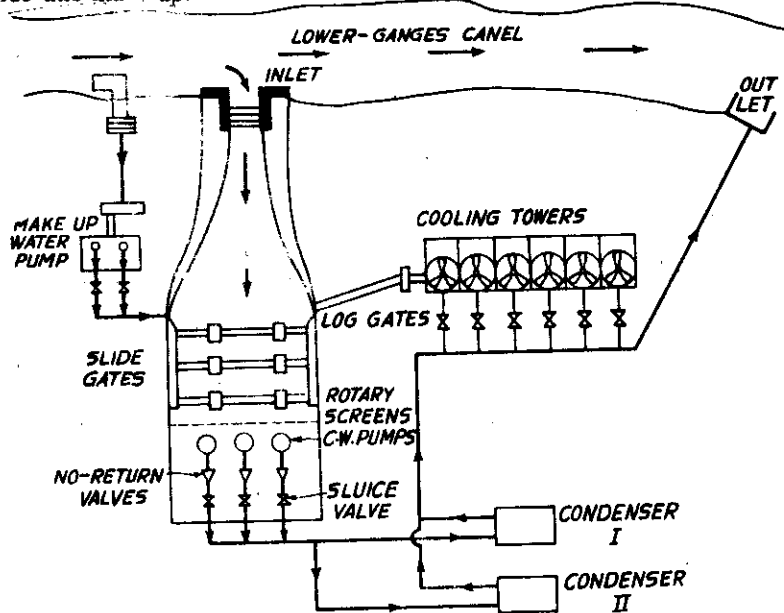 LOWER-GANGES CANEL
INLET
OUT
LET
MAKE UP
WATER
PUMP
COOLING TOWERS
LOG GATES
SLIDE
GATES
ROTARY
SCREENS
C.W. PUMPS
NO-RETURN
VALVES
SLUICE
VALVE
CONDENSER
I
CONDENSER
II